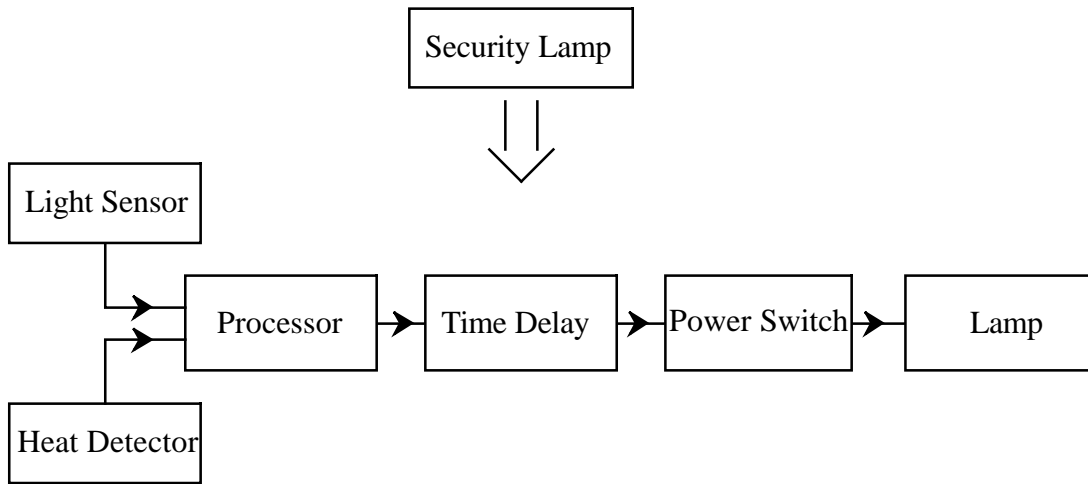 Security Lamp
Light Sensor
Processor
Time Delay
Power Switch
Lamp
Heat Detector